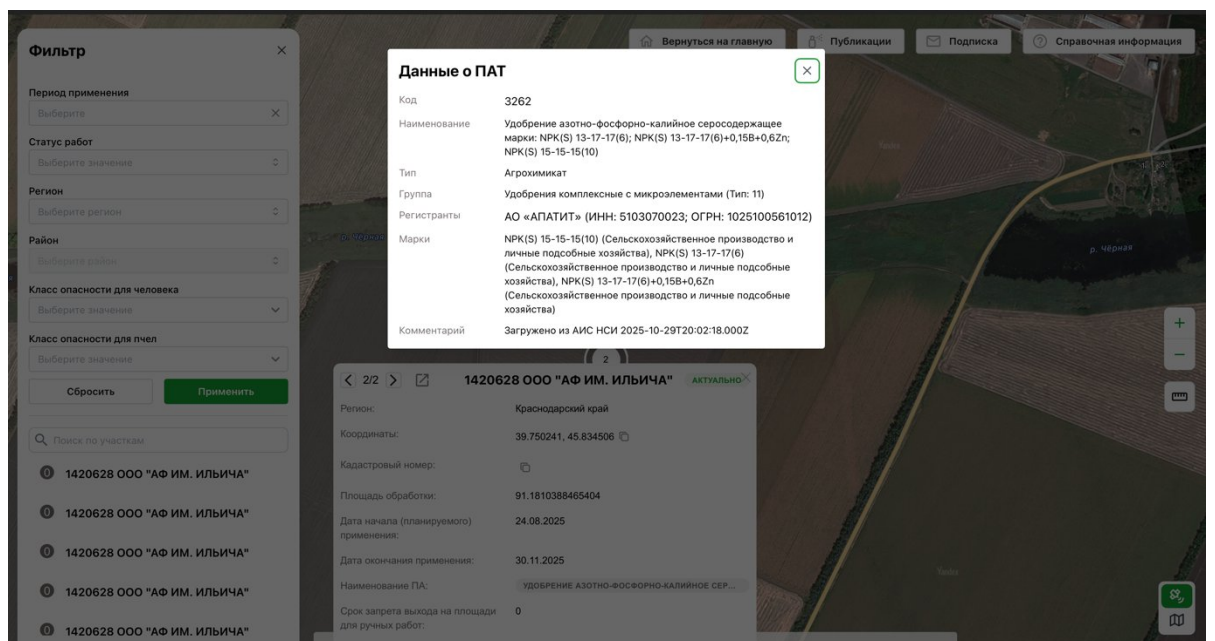 Фильтр
Период применения
Выберите
Статус работ
Выберите значение
Регион
Выберите регион
Район
Выберите район
Класс опасности для человека
Выберите значение
Класс опасности для пчел
Выберите значение
Сбросить
Применить
Поиск по участкам
0 1420628 ООО "АФ ИМ. ИЛЬИЧА"
0 1420628 ООО "АФ ИМ. ИЛЬИЧА"
0 1420628 ООО "АФ ИМ. ИЛЬИЧА"
0 1420628 ООО "АФ ИМ. ИЛЬИЧА"
0 1420628 ООО "АФ ИМ. ИЛЬИЧА"
Вернуться на главную
Публикации
Подписка
Справочная информация
Данные о ПАТ
Код 3262
Наименование Удобрение азотно-фосфорно-калийное серосодержащее
марки: NPK(S) 13-17-17(6); NPK(S) 13-17-17(6)+0,15В+0,6Zn;
NPK(S) 15-15-15(10)
Тип Агрохимикат
Группа Удобрения комплексные с микроэлементами (Тип: 11)
Регистранты АО «АПАТИТ» (ИНН: 5103070023; ОГРН: 1025100561012)
Марки NPK(S) 15-15-15(10) (Сельскохозяйственное производство и
личные подсобные хозяйства), NPK(S) 13-17-17(6)
(Сельскохозяйственное производство и личные подсобные
хозяйства), NPK(S) 13-17-17(6)+0,15В+0,6Zn
(Сельскохозяйственное производство и личные подсобные
хозяйства)
Комментарий Загружено из АИС НСИ 2025-10-29T20:02:18.000Z
р. Чёрная
р. Чёрная
2
2/2 1420628 ООО "АФ ИМ. ИЛЬИЧА" АКТУАЛЬНО
Регион: Краснодарский край
Координаты: 39.750241, 45.834506
Кадастровый номер:
Площадь обработки: 91.1810388465404
Дата начала (планируемого) 24.08.2025
применения:
Дата окончания применения: 30.11.2025
Наименование ПА: УДОБРЕНИЕ АЗОТНО-ФОСФОРНО-КАЛИЙНОЕ СЕР...
Срок запрета выхода на площади 0
для ручных работ: